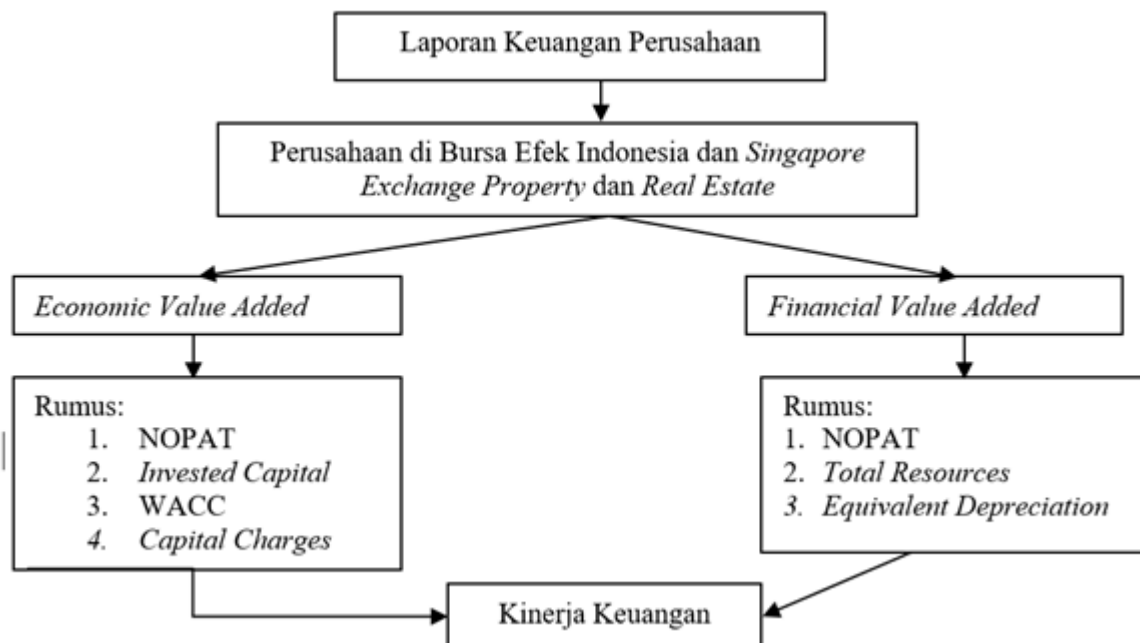 Laporan Keuangan Perusahaan
Perusahaan di Bursa Efek Indonesia dan Singapore
Exchange Property dan Real Estate
Economic Value Added
Financial Value Added
Rumus:
1. NOPAT
2. Invested Capital
3. WACC
4. Capital Charges
Rumus:
1. NOPAT
2. Total Resources
3. Equivalent Depreciation
Kinerja Keuangan